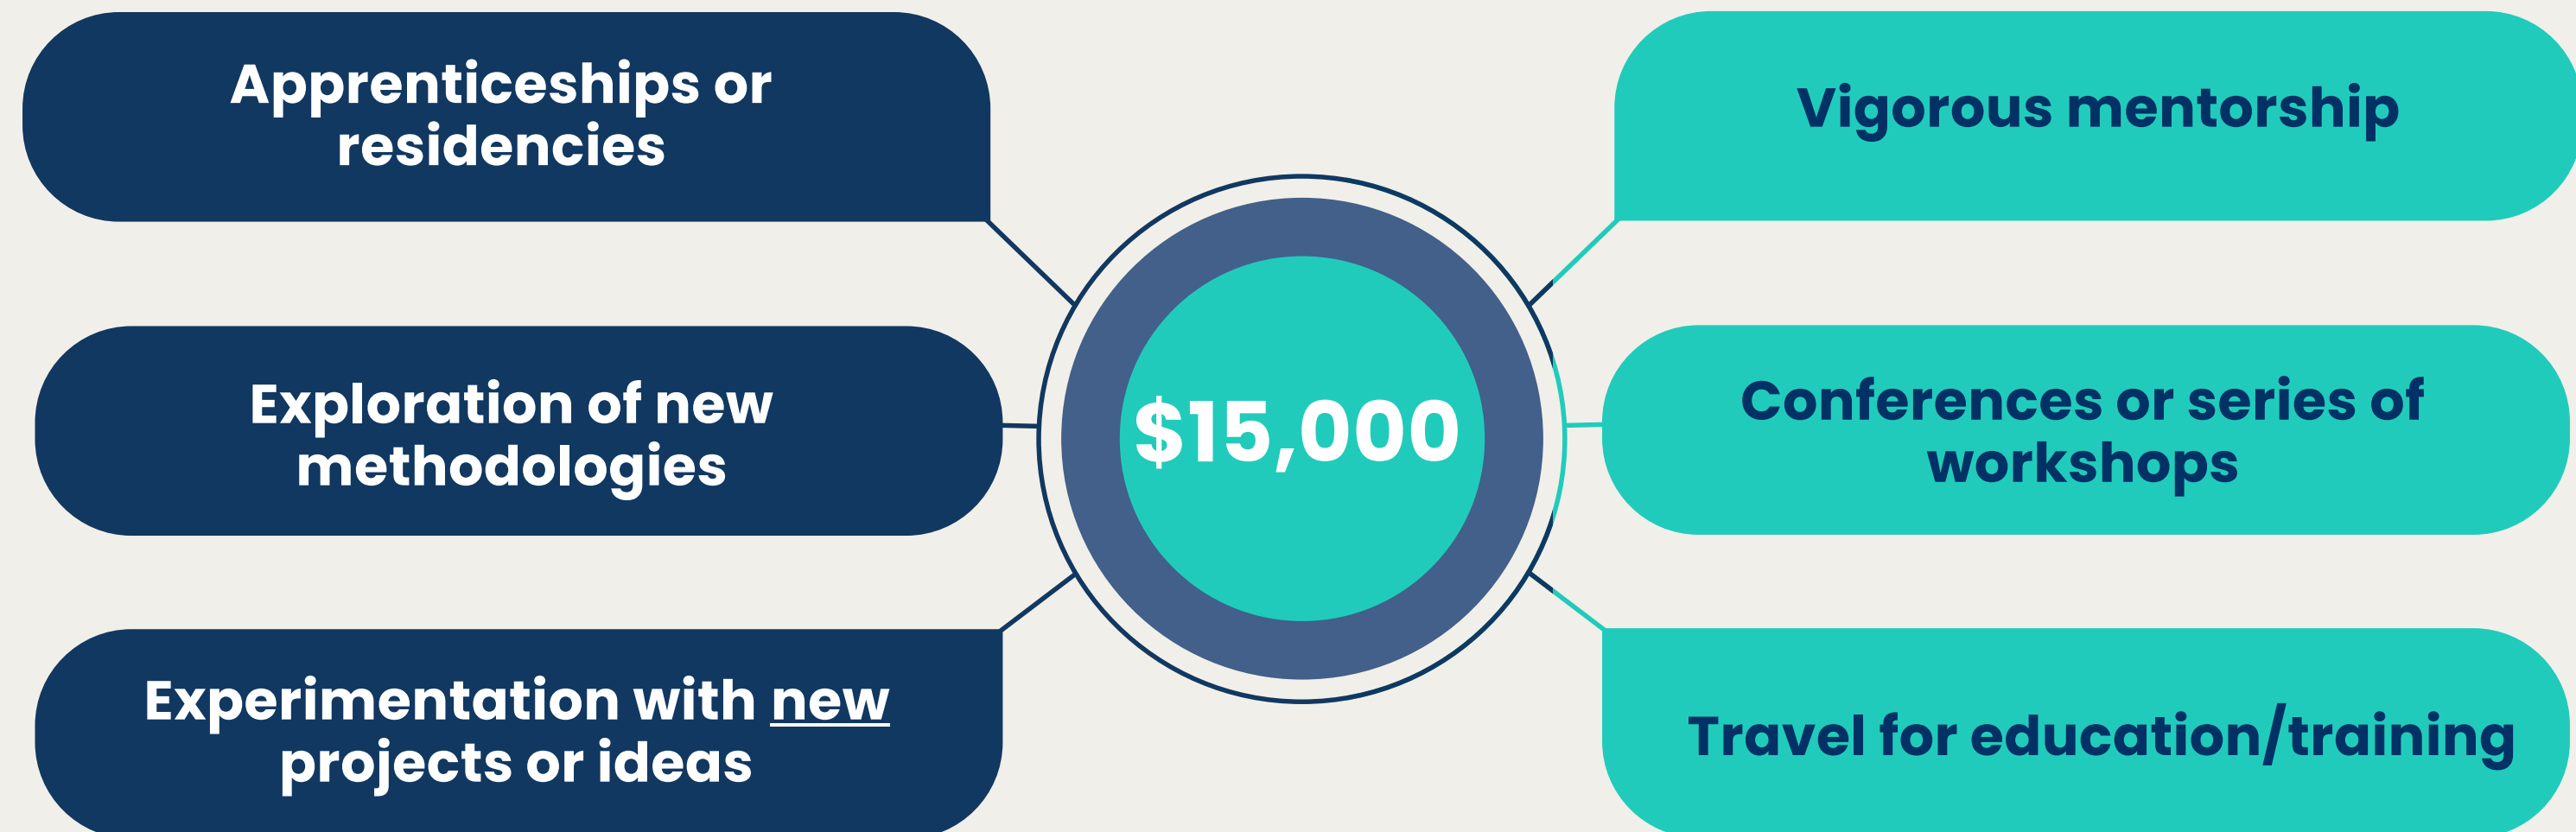 Apprenticeships or
residencies
Exploration of new
methodologies
Experimentation with new
projects or ideas
$15,000
Vigorous mentorship
Conferences or series of
workshops
Travel for education/training